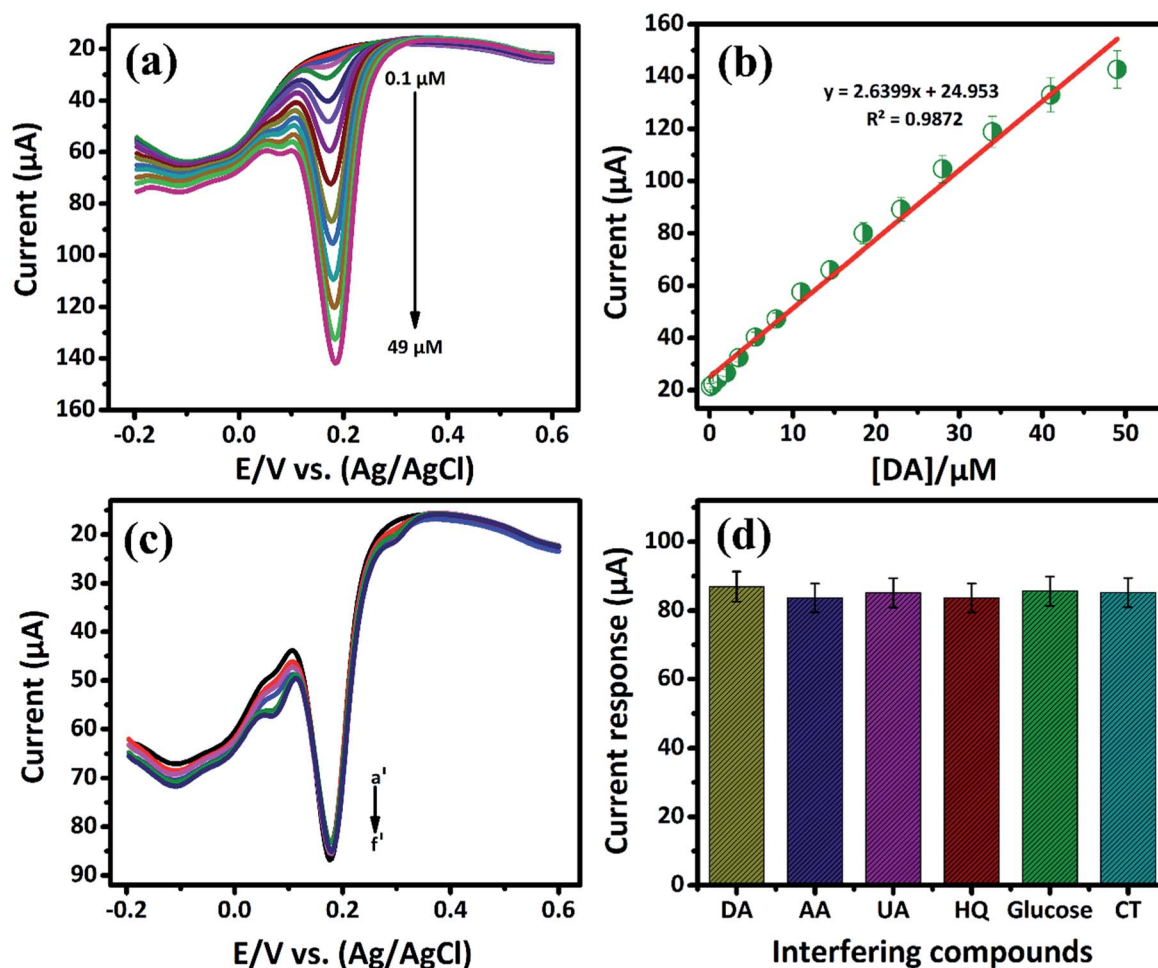 (a)
20
40
60
80
100
120
140
160
Current (µA)
0.1 µM
49 µM
-0.2
0.0
0.2
0.4
0.6
E/V vs. (Ag/AgCl)
(b)
160
140
120
100
80
60
40
20
Current (µA)
y = 2.6399x + 24.953
R² = 0.9872
0
10
20
30
40
50
[DA]/µM
(c)
20
30
40
50
60
70
80
90
Current (µA)
a'
f'
-0.2
0.0
0.2
0.4
0.6
E/V vs. (Ag/AgCl)
(d)
100
80
60
40
20
0
Current response (µA)
DA
AA
UA
HQ
Glucose
CT
Interfering compounds